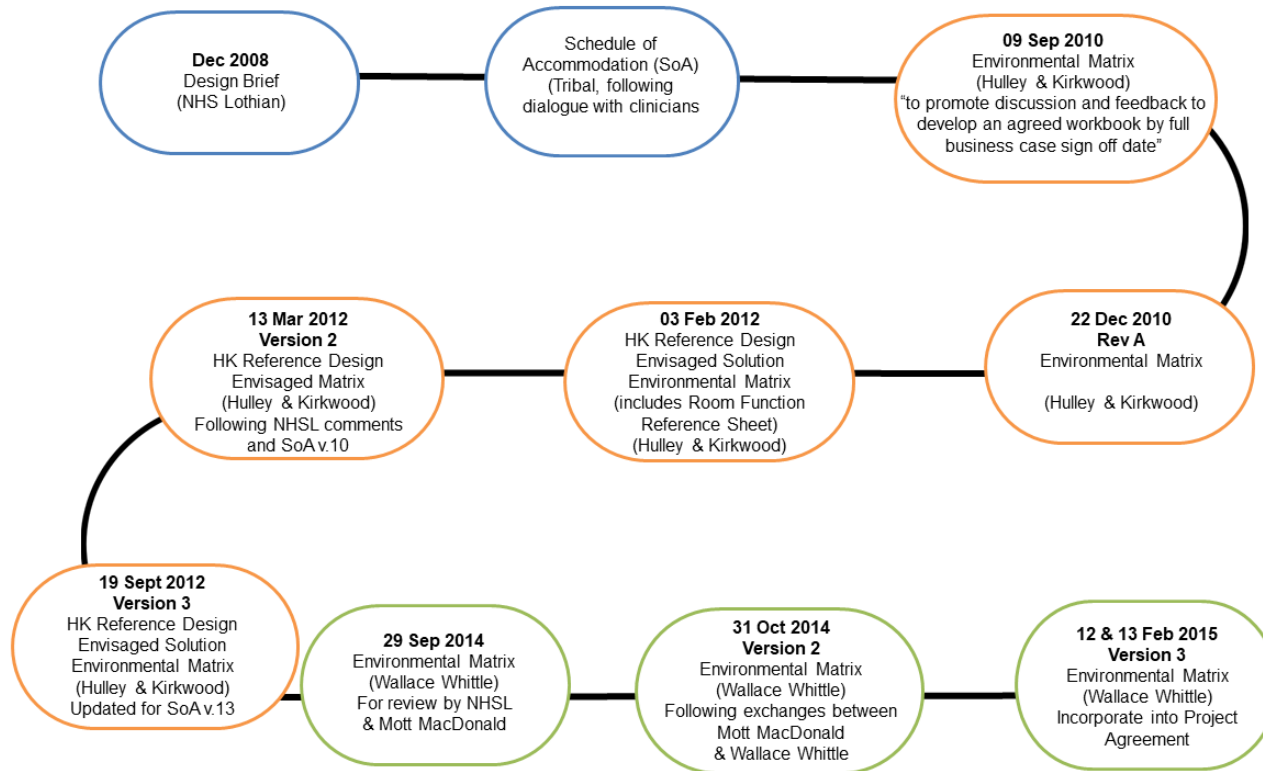 Dec 2008
Design Brief
(NHS Lothian)
Schedule of
Accommodation (SoA)
(Tribal, following
dialogue with clinicians
09 Sep 2010
Environmental Matrix
(Hulley & Kirkwood)
“to promote discussion and feedback to
develop an agreed workbook by full
business case sign off date”
22 Dec 2010
Rev A
Environmental Matrix
(Hulley & Kirkwood)
03 Feb 2012
HK Reference Design
Envisaged Solution
Environmental Matrix
(includes Room Function
Reference Sheet)
(Hulley & Kirkwood)
13 Mar 2012
Version 2
HK Reference Design
Envisaged Matrix
(Hulley & Kirkwood)
Following NHSL comments
and SoA v.10
19 Sept 2012
Version 3
HK Reference Design
Envisaged Solution
Environmental Matrix
(Hulley & Kirkwood)
Updated for SoA v.13
29 Sep 2014
Environmental Matrix
(Wallace Whittle)
For review by NHSL
& Mott MacDonald
31 Oct 2014
Version 2
Environmental Matrix
(Wallace Whittle)
Following exchanges between
Mott MacDonald
& Wallace Whittle
12 & 13 Feb 2015
Version 3
Environmental Matrix
(Wallace Whittle)
Incorporate into Project
Agreement